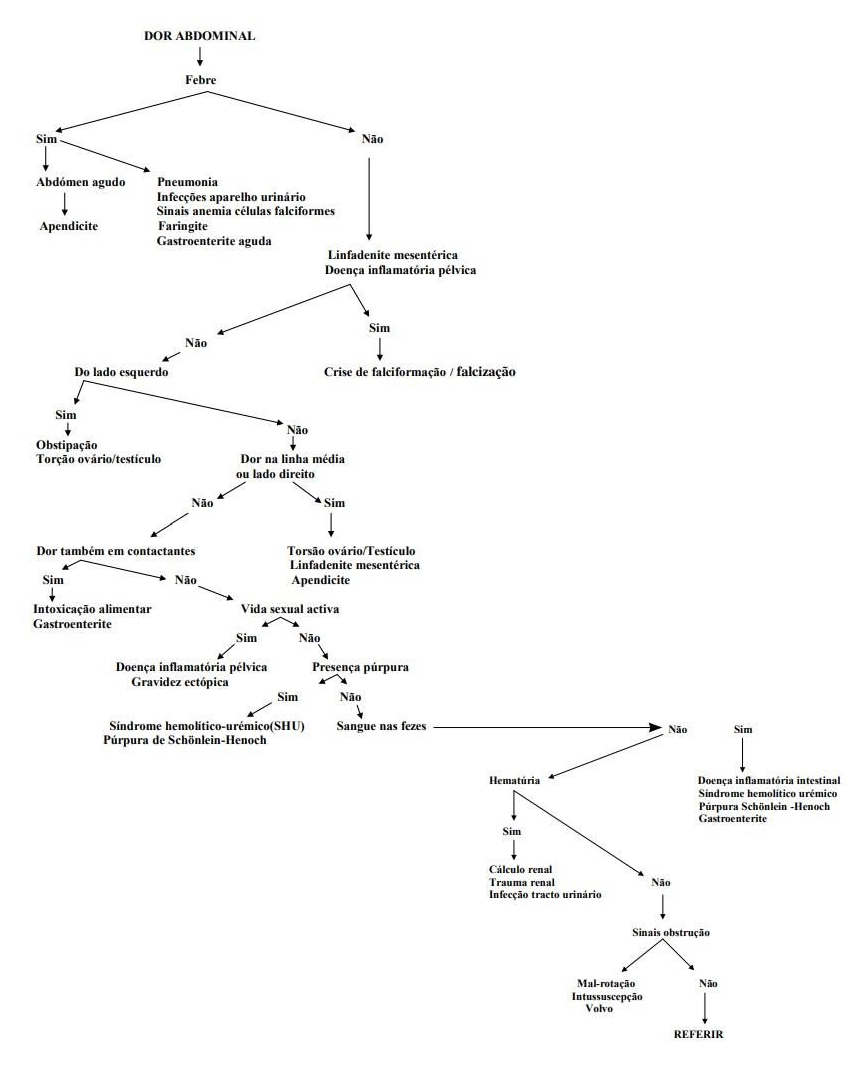 DOR ABDOMINAL
Febre
Sim
Não
Abdómen agudo
Apendicite
Pneumonia
Infecções aparelho urinário
Sinais anemia células falciformes
Faringite
Gastroenterite aguda
Linfadenite mesentérica
Doença inflamatória pélvica
Não
Sim
Do lado esquerdo
Crise de falciformação / falcização
Sim
Não
Obstipação
Torção ovário/testículo
Dor na linha média
ou lado direito
Não
Sim
Dor também em contactantes
Torsão ovário/Testículo
Linfadenite mesentérica
Apendicite
Sim
Não
Intoxicação alimentar
Gastroenterite
Vida sexual activa
Sim
Não
Doença inflamatória pélvica
Gravidez ectópica
Presença púrpura
Sim
Não
Síndrome hemolítico-urémico(SHU)
Púrpura de Schönlein-Henoch
Sangue nas fezes
Não
Sim
Hematúria
Doença inflamatória intestinal
Síndrome hemolítico urémico
Púrpura Schönlein -Henoch
Gastroenterite
Sim
Cálculo renal
Trauma renal
Infecção tracto urinário
Não
Sinais obstrução
Mal-rotação
Intussuscepção
Volvo
Não
REFERIR